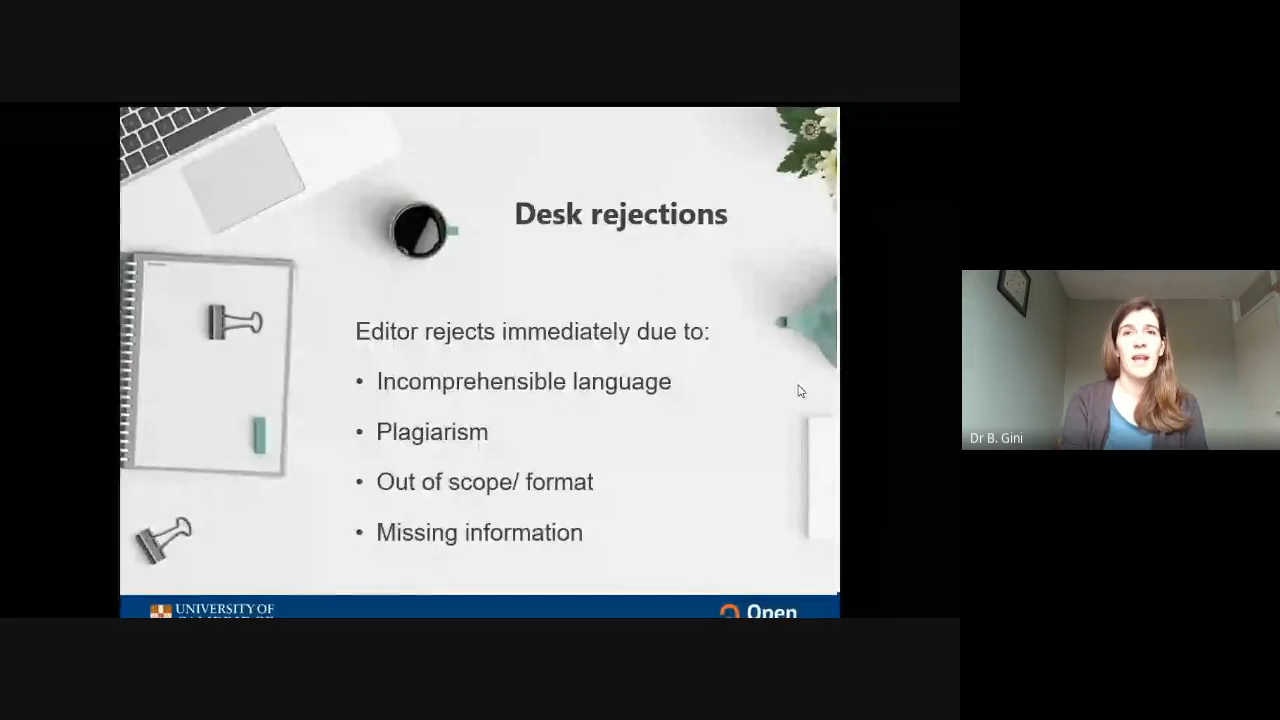 Desk rejections
Editor rejects immediately due to:
• Incomprehensible language
• Plagiarism
• Out of scope/ format
• Missing information
UNIVERSITY OF
Open
Dr B. Gini